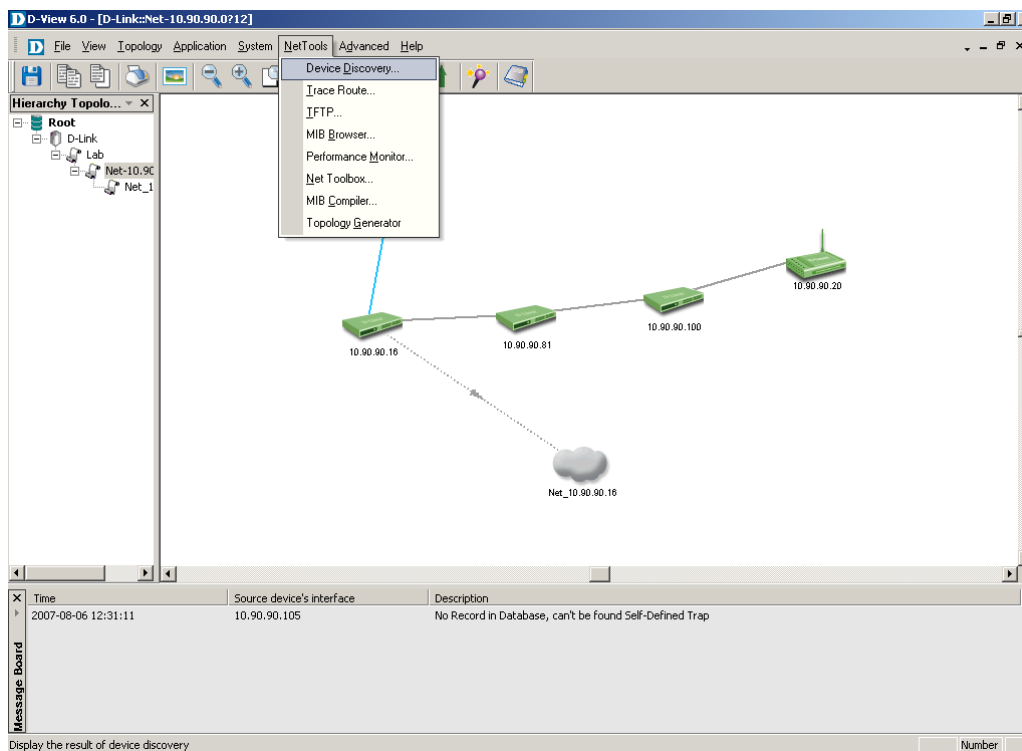 D-View 6.0 - [D-Link::Net-10.90.90.0?12]
File View Topology Application System NetTools Advanced Help
Device Discovery...
Trace Route...
TFTP...
MIB Browser...
Performance Monitor...
Net Toolbox...
MIB Compiler...
Topology Generator
Hierarchy Topolo...
Root
D-Link
Lab
Net-10.90
Net_1
10.90.90.20
10.90.90.100
10.90.90.81
10.90.90.16
Net_10.90.90.16
Time Source device's interface Description
2007-08-06 12:31:11 10.90.90.105 No Record in Database, can't be found Self-Defined Trap
Message Board
Display the result of device discovery Number